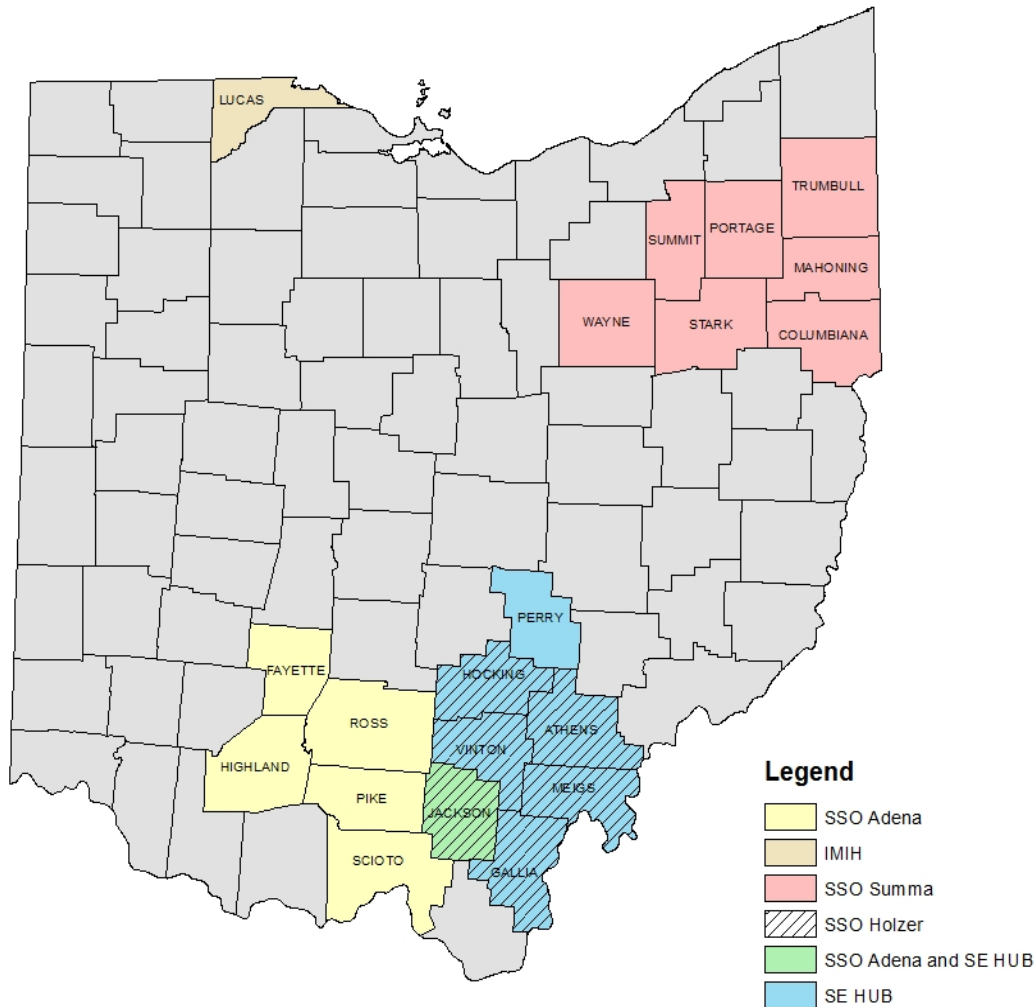 LUCAS
TRUMBULL
SUMMIT
PORTAGE
MAHONING
WAYNE
STARK
COLUMBIANA
PERRY
FAYETTE
HOCKING
ROSS
ATHENS
VINTON
HIGHLAND
MEIGS
PIKE
JACKSON
SCIOTO
GALLIA
Legend
SSO Adena
IMIH
SSO Summa
SSO Holzer
SSO Adena and SE HUB
SE HUB